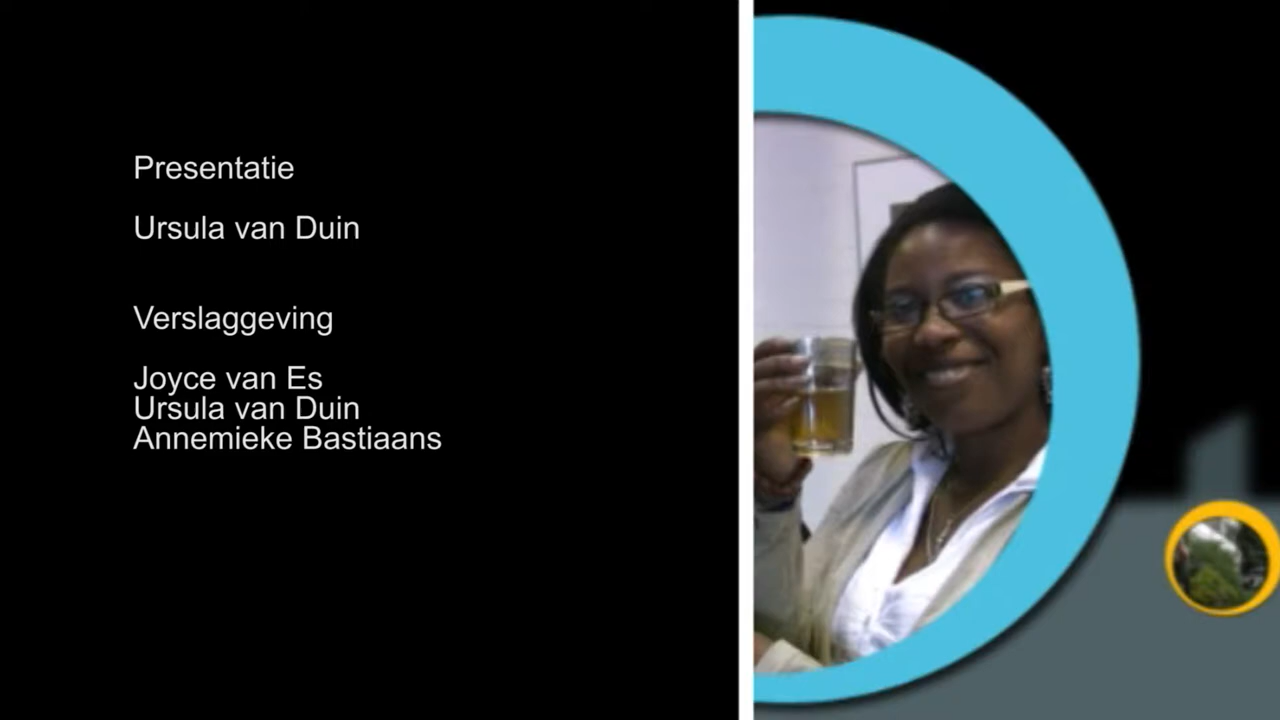 Presentatie
Ursula van Duin
Verslaggeving
Joyce van Es
Ursula van Duin
Annemieke Bastiaans